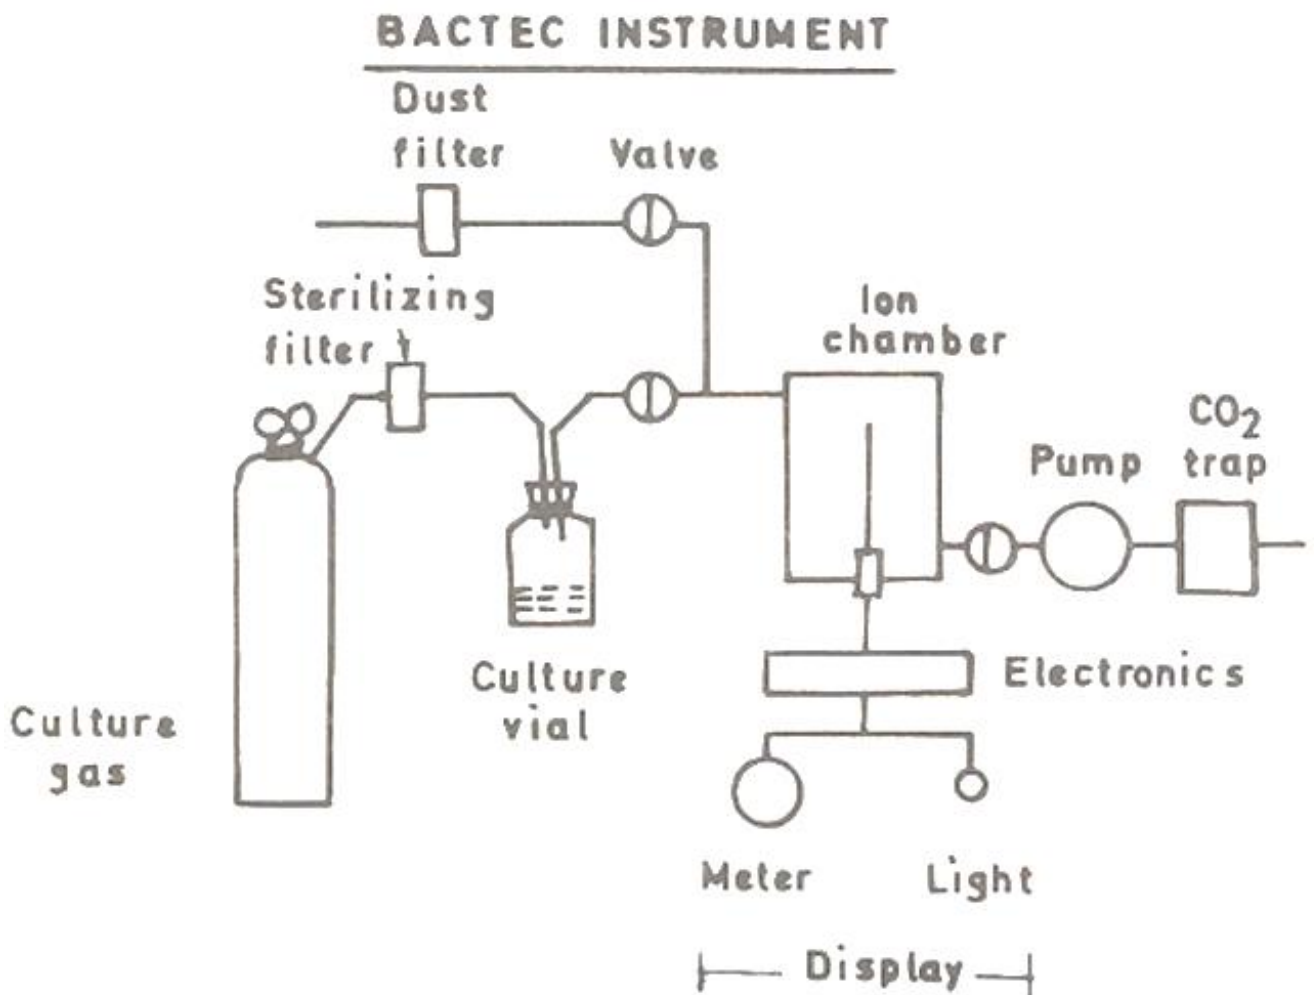 BACTEC INSTRUMENT
Dust
filter
Valve
Sterilizing
filter
Ion
chamber
CO2
trap
Pump
Culture
vial
Electronics
Culture
gas
Meter
Light
Display